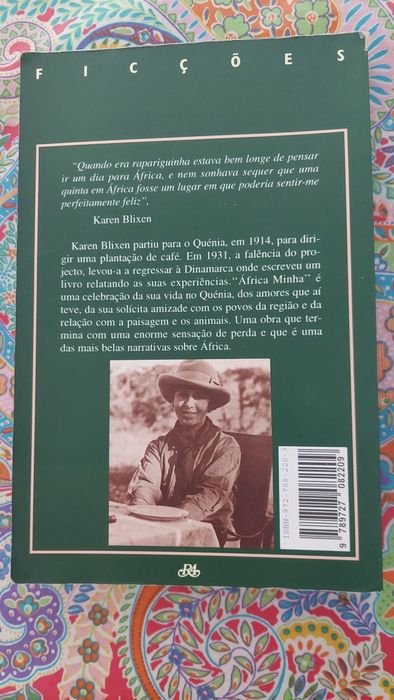 FICÇÕES
“Quando era rapariguinha estava bem longe de pensar
ir um dia para África, e nem sonhava sequer que uma
quinta em África fosse um lugar em que poderia sentir-me
perfeitamente feliz”.
Karen Blixen
Karen Blixen partiu para o Quénia, em 1914, para diri-
gir uma plantação de café. Em 1931, a falência do pro-
jecto, levou-a a regressar à Dinamarca onde escreveu um
livro relatando as suas experiências.“África Minha” é
uma celebração da sua vida no Quénia, dos amores que aí
teve, da sua solícita amizade com os povos da região e da
relação com a paisagem e os animais. Uma obra que ter-
mina com uma enorme sensação de perda e que é uma
das mais belas narrativas sobre África.
ISBN-972-708-220-3
9 789727 082209